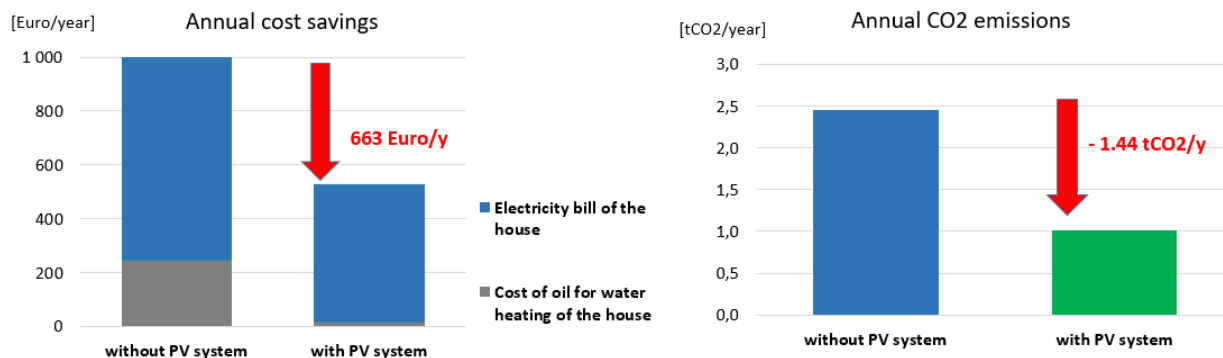 Annual cost savings
[Euro/year]
1 000
800
600
400
200
0
663 Euro/y
without PV system
with PV system
Electricity bill of the
house
Cost of oil for water
heating of the house
Annual CO2 emissions
[tCO2/year]
3,0
2,5
2,0
1,5
1,0
0,5
0,0
- 1.44 tCO2/y
without PV system
with PV system